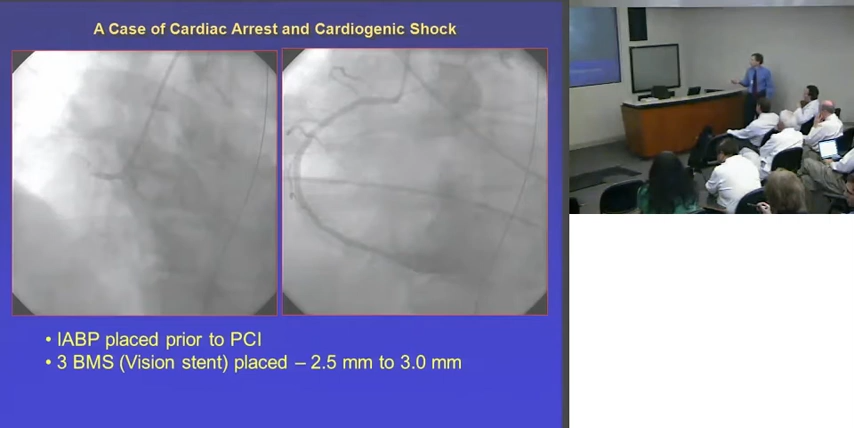 A Case of Cardiac Arrest and Cardiogenic Shock
• IABP placed prior to PCI
• 3 BMS (Vision stent) placed – 2.5 mm to 3.0 mm